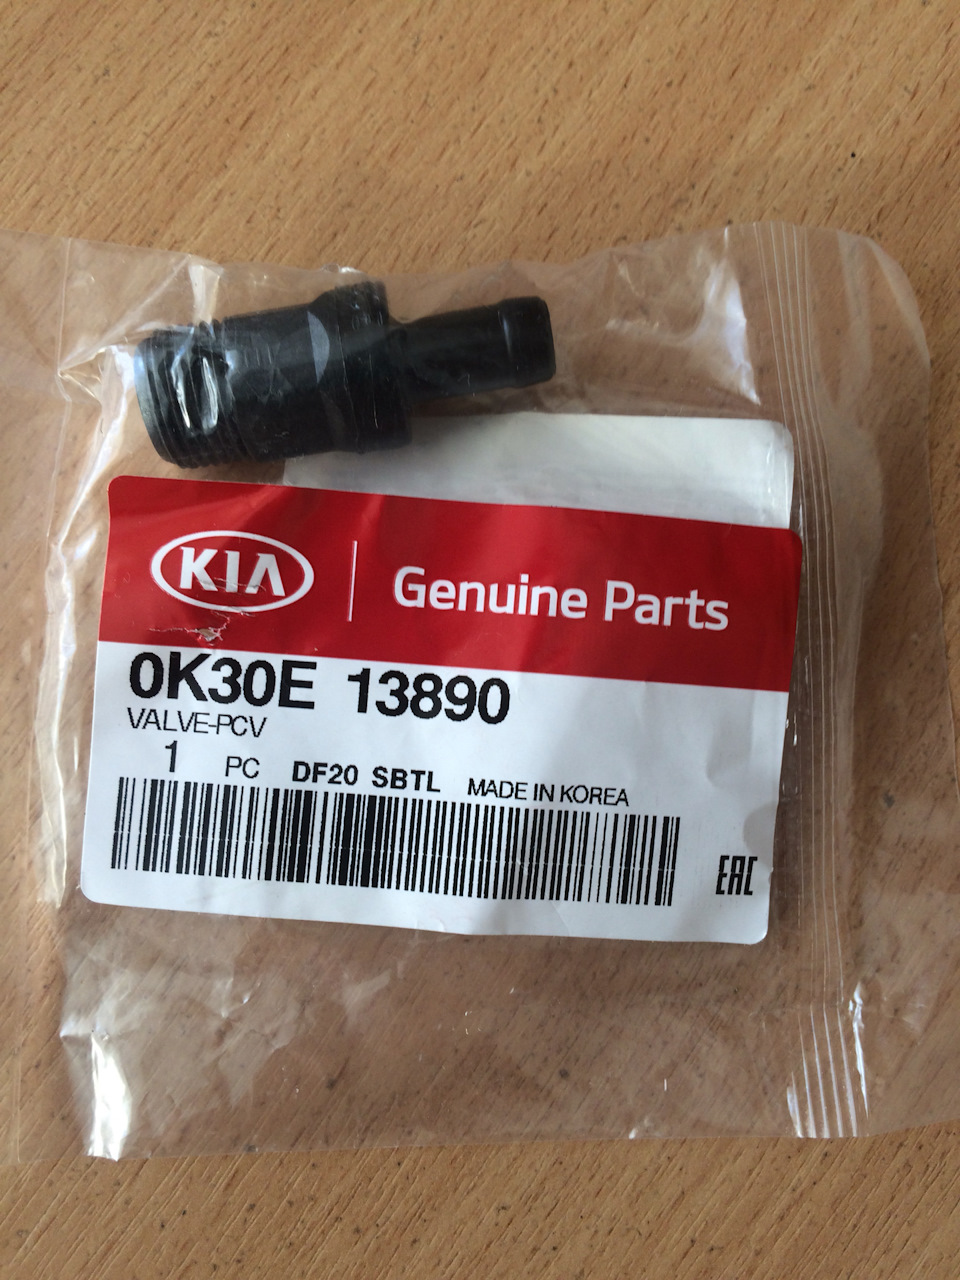 KIA Genuine Parts
0K30E 13890
VALVE-PCV
1 PC DF20 SBTL MADE IN KOREA
EAC